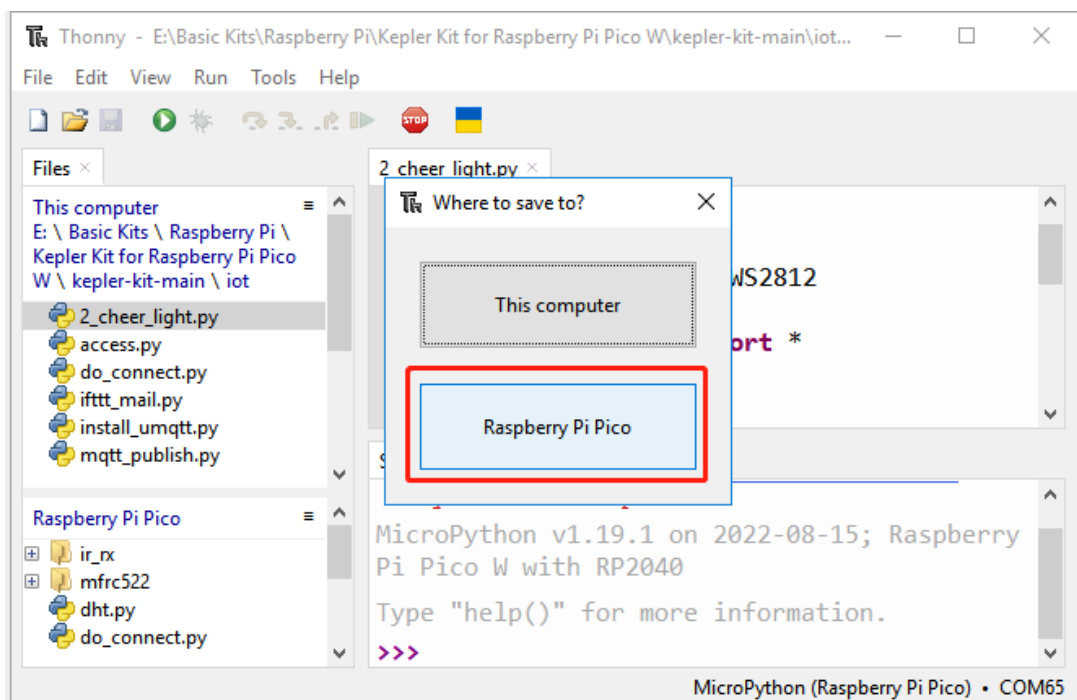 Thonny - E:\Basic Kits\Raspberry Pi\Kepler Kit for Raspberry Pi Pico W\kepler-kit-main\iot...
File Edit View Run Tools Help
STOP
Files
This computer
E: \ Basic Kits \ Raspberry Pi \
Kepler Kit for Raspberry Pi Pico
W \ kepler-kit-main \ iot
2_cheer_light.py
access.py
do_connect.py
ifttt_mail.py
install_umqtt.py
mqtt_publish.py
Raspberry Pi Pico
ir_rx
mfrc522
dht.py
do_connect.py
2 cheer light.py
Where to save to?
This computer
Raspberry Pi Pico
WS2812
ort *
MicroPython v1.19.1 on 2022-08-15; Raspberry
Pi Pico W with RP2040
Type "help()" for more information.
>>>
MicroPython (Raspberry Pi Pico) • COM65